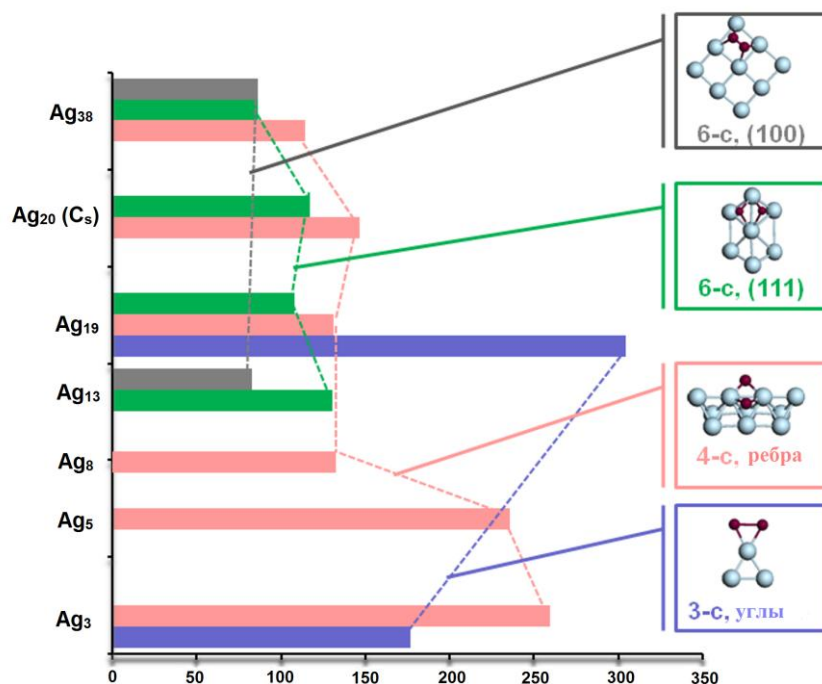 Ag38
Ag20 (Cs)
Ag19
Ag13
Ag8
Ag5
Ag3
0 50 100 150 200 250 300 350
6-c, (100)
6-c, (111)
4-c, ребра
3-c, углы